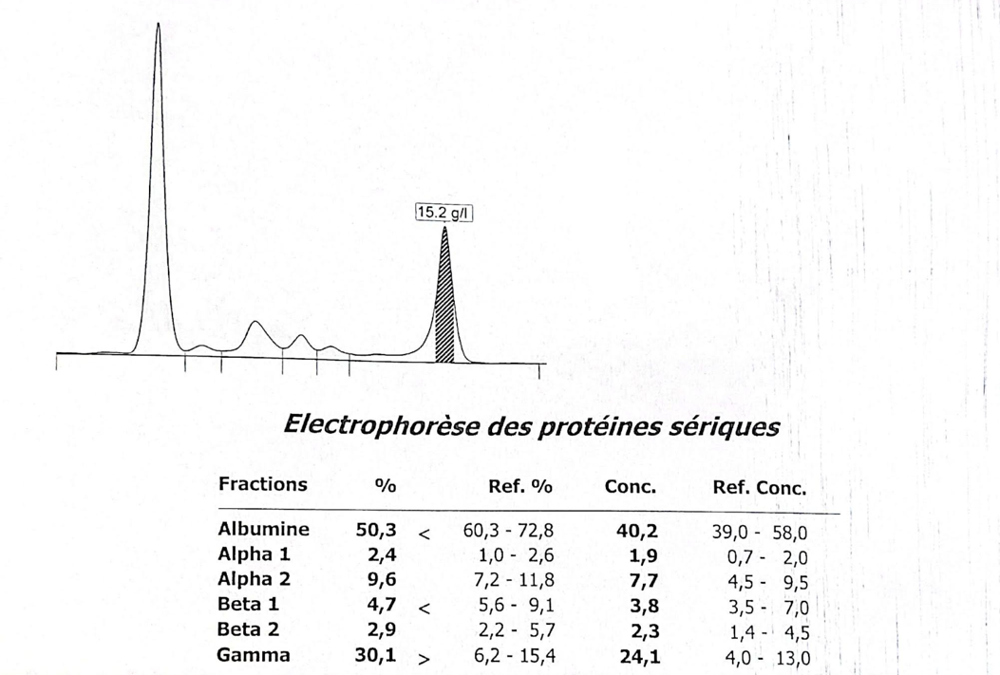 15.2 g/l
Electrophorèse des protéines sériques
Fractions % Ref. % Conc. Ref. Conc.
Albumine 50,3 < 60,3 - 72,8 40,2 39,0 - 58,0
Alpha 1 2,4 1,0 - 2,6 1,9 0,7 - 2,0
Alpha 2 9,6 7,2 - 11,8 7,7 4,5 - 9,5
Beta 1 4,7 < 5,6 - 9,1 3,8 3,5 - 7,0
Beta 2 2,9 2,2 - 5,7 2,3 1,4 - 4,5
Gamma 30,1 > 6,2 - 15,4 24,1 4,0 - 13,0